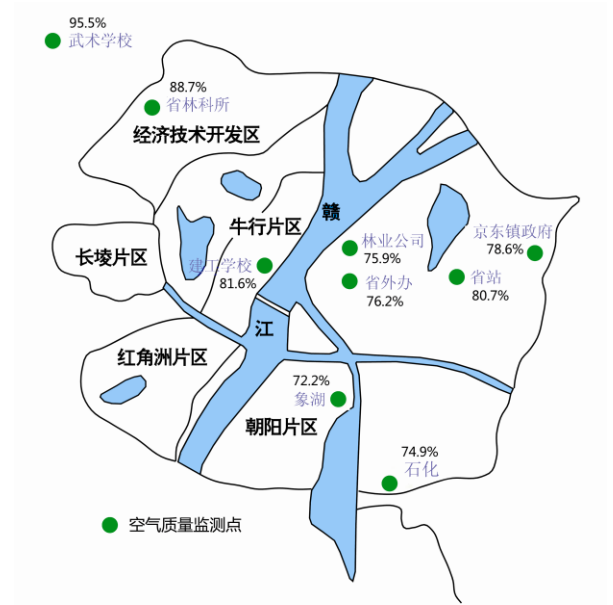 95.5%
武术学校
88.7%
省林科所
经济技术开发区
赣
牛行片区
林业公司
75.9%
京东镇政府
78.6%
长堎片区
建工学校
81.6%
省外办
76.2%
省站
80.7%
江
红角洲片区
72.2%
象湖
朝阳片区
74.9%
石化
空气质量监测点